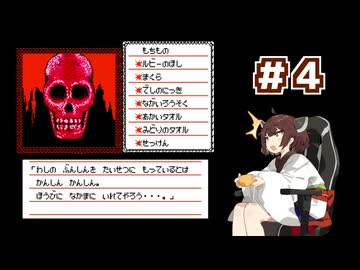 もちもの
★ルビーのほし
★まくら
★てしのにっき
★ながいろうそく
★あかいタオル
★みどりのタオル
★せっけん
#4
「わしの ぶんしんを たいせつに もっているとは
かんしん かんしん。
ほうびに なかまに いれてやろう・・・。」